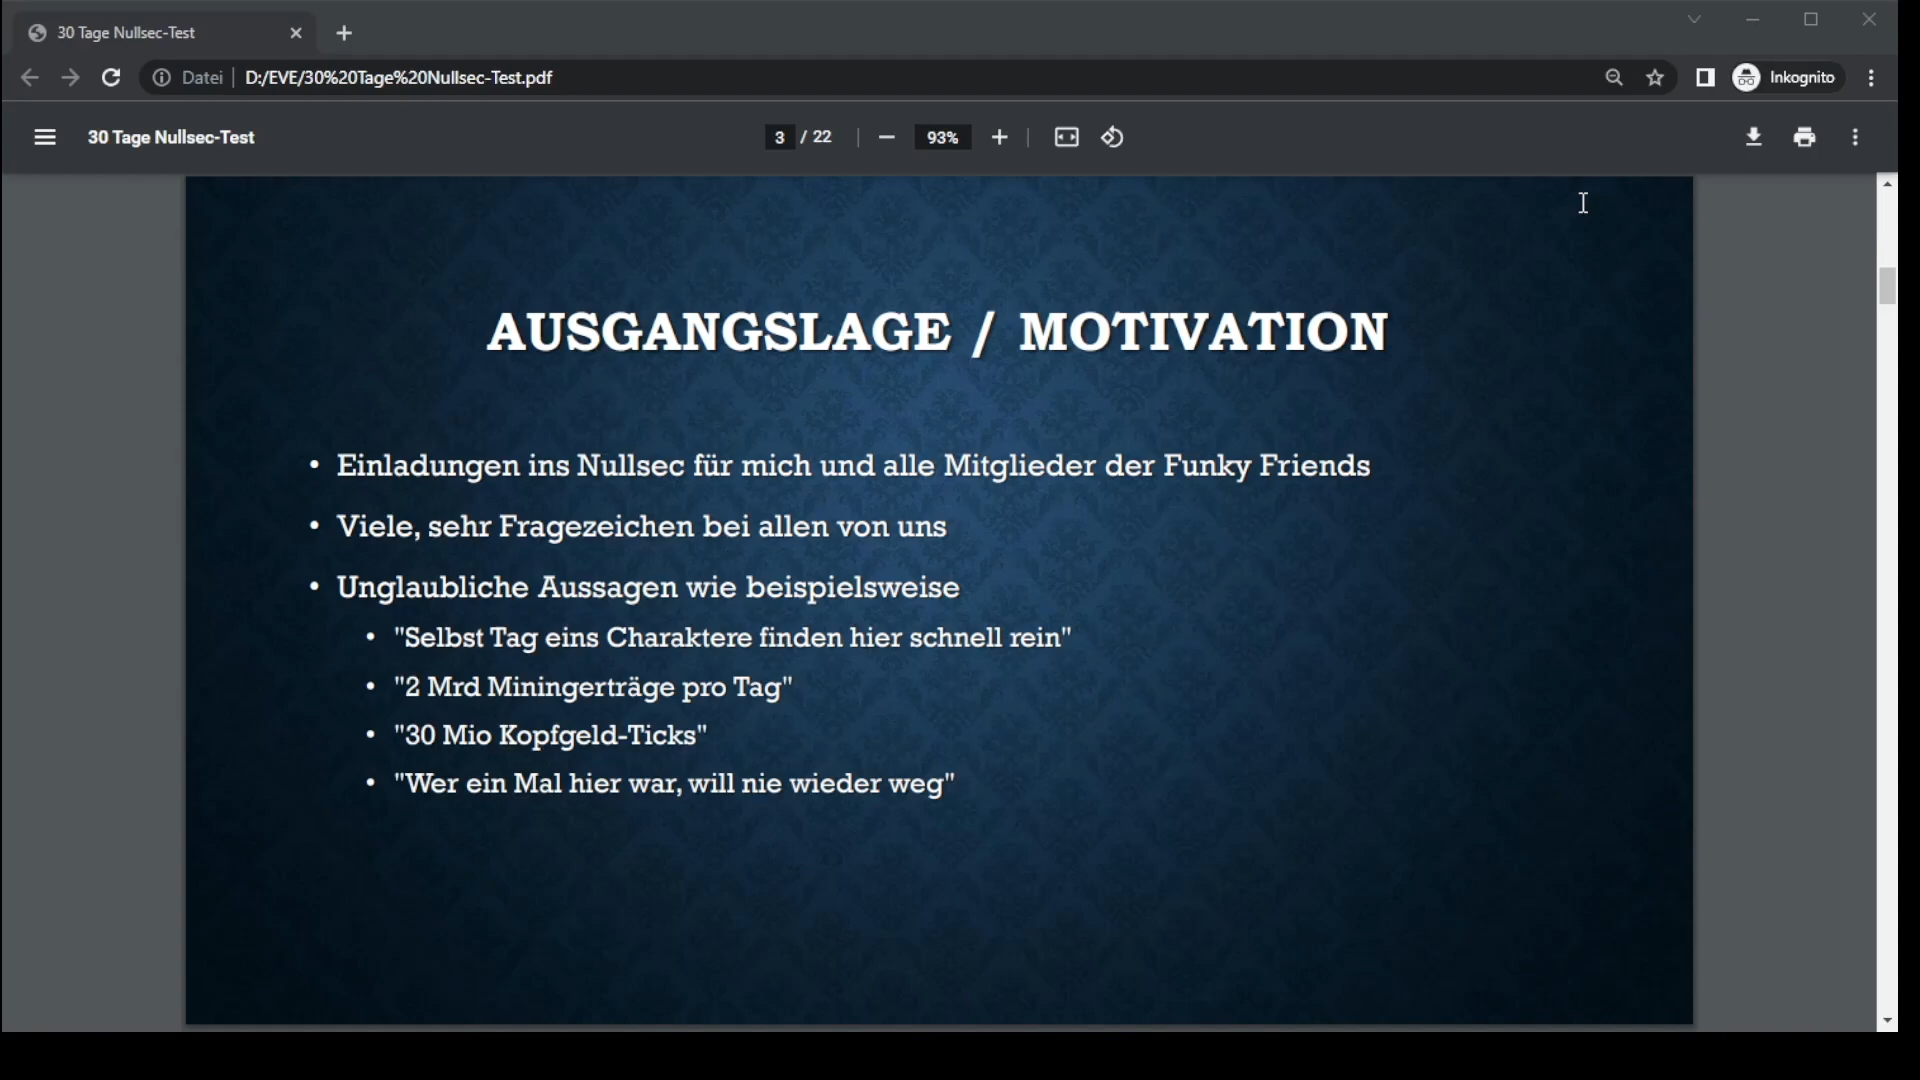 30 Tage Nullsec-Test
Datei D:/EVE/30%20Tage%20Nullsec-Test.pdf
Inkognito
30 Tage Nullsec-Test
3 / 22
93%
AUSGANGSLAGE / MOTIVATION
• Einladungen ins Nullsec für mich und alle Mitglieder der Funky Friends
• Viele, sehr Fragezeichen bei allen von uns
• Unglaubliche Aussagen wie beispielsweise
• "Selbst Tag eins Charaktere finden hier schnell rein"
• "2 Mrd Miningerträge pro Tag"
• "30 Mio Kopfgeld-Ticks"
• "Wer ein Mal hier war, will nie wieder weg"